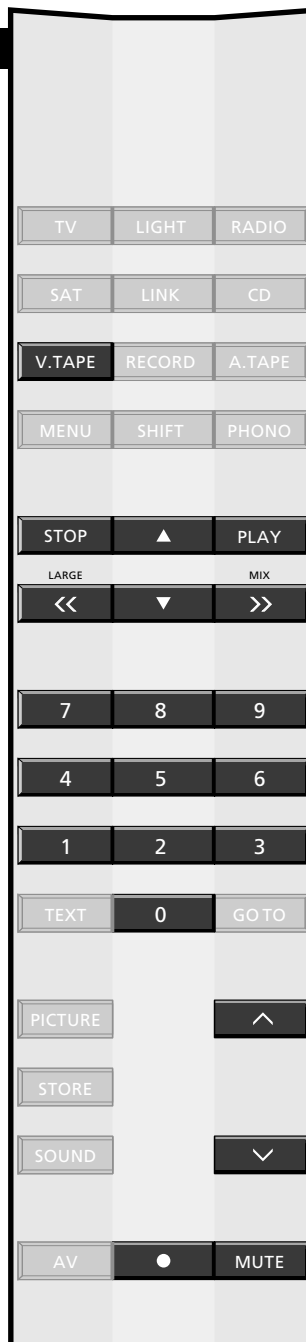 TV LIGHT RADIO
SAT LINK CD
V.TAPE RECORD A.TAPE
MENU SHIFT PHONO
STOP ▲ PLAY
LARGE MIX
<< ▼ >>
7 8 9
4 5 6
1 2 3
TEXT 0 GO TO
PICTURE
STORE
SOUND
AV ● MUTE